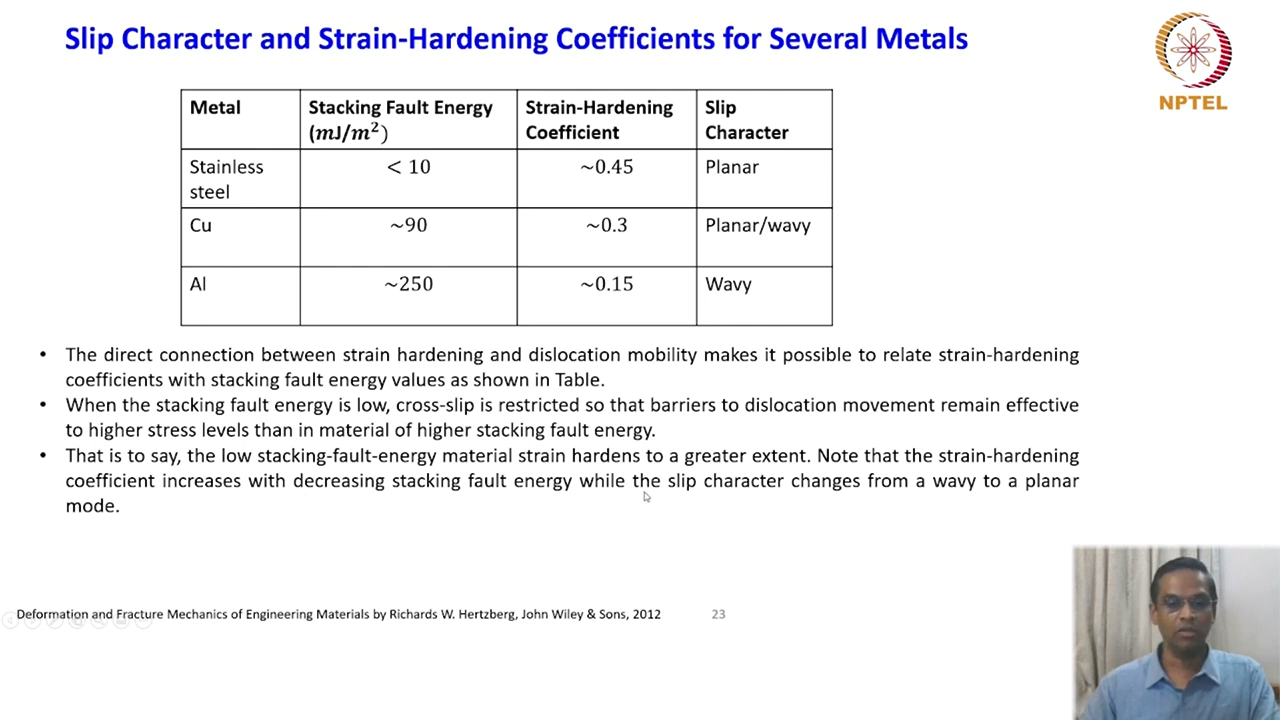 Slip Character and Strain-Hardening Coefficients for Several Metals
NPTEL
Metal Stacking Fault Energy Strain-Hardening Slip
(mJ/m²) Coefficient Character
Stainless < 10 ~0.45 Planar
steel
Cu ~90 ~0.3 Planar/wavy
Al ~250 ~0.15 Wavy
• The direct connection between strain hardening and dislocation mobility makes it possible to relate strain-hardening
coefficients with stacking fault energy values as shown in Table.
• When the stacking fault energy is low, cross-slip is restricted so that barriers to dislocation movement remain effective
to higher stress levels than in material of higher stacking fault energy.
• That is to say, the low stacking-fault-energy material strain hardens to a greater extent. Note that the strain-hardening
coefficient increases with decreasing stacking fault energy while the slip character changes from a wavy to a planar
mode.
Deformation and Fracture Mechanics of Engineering Materials by Richards W. Hertzberg, John Wiley & Sons, 2012 23